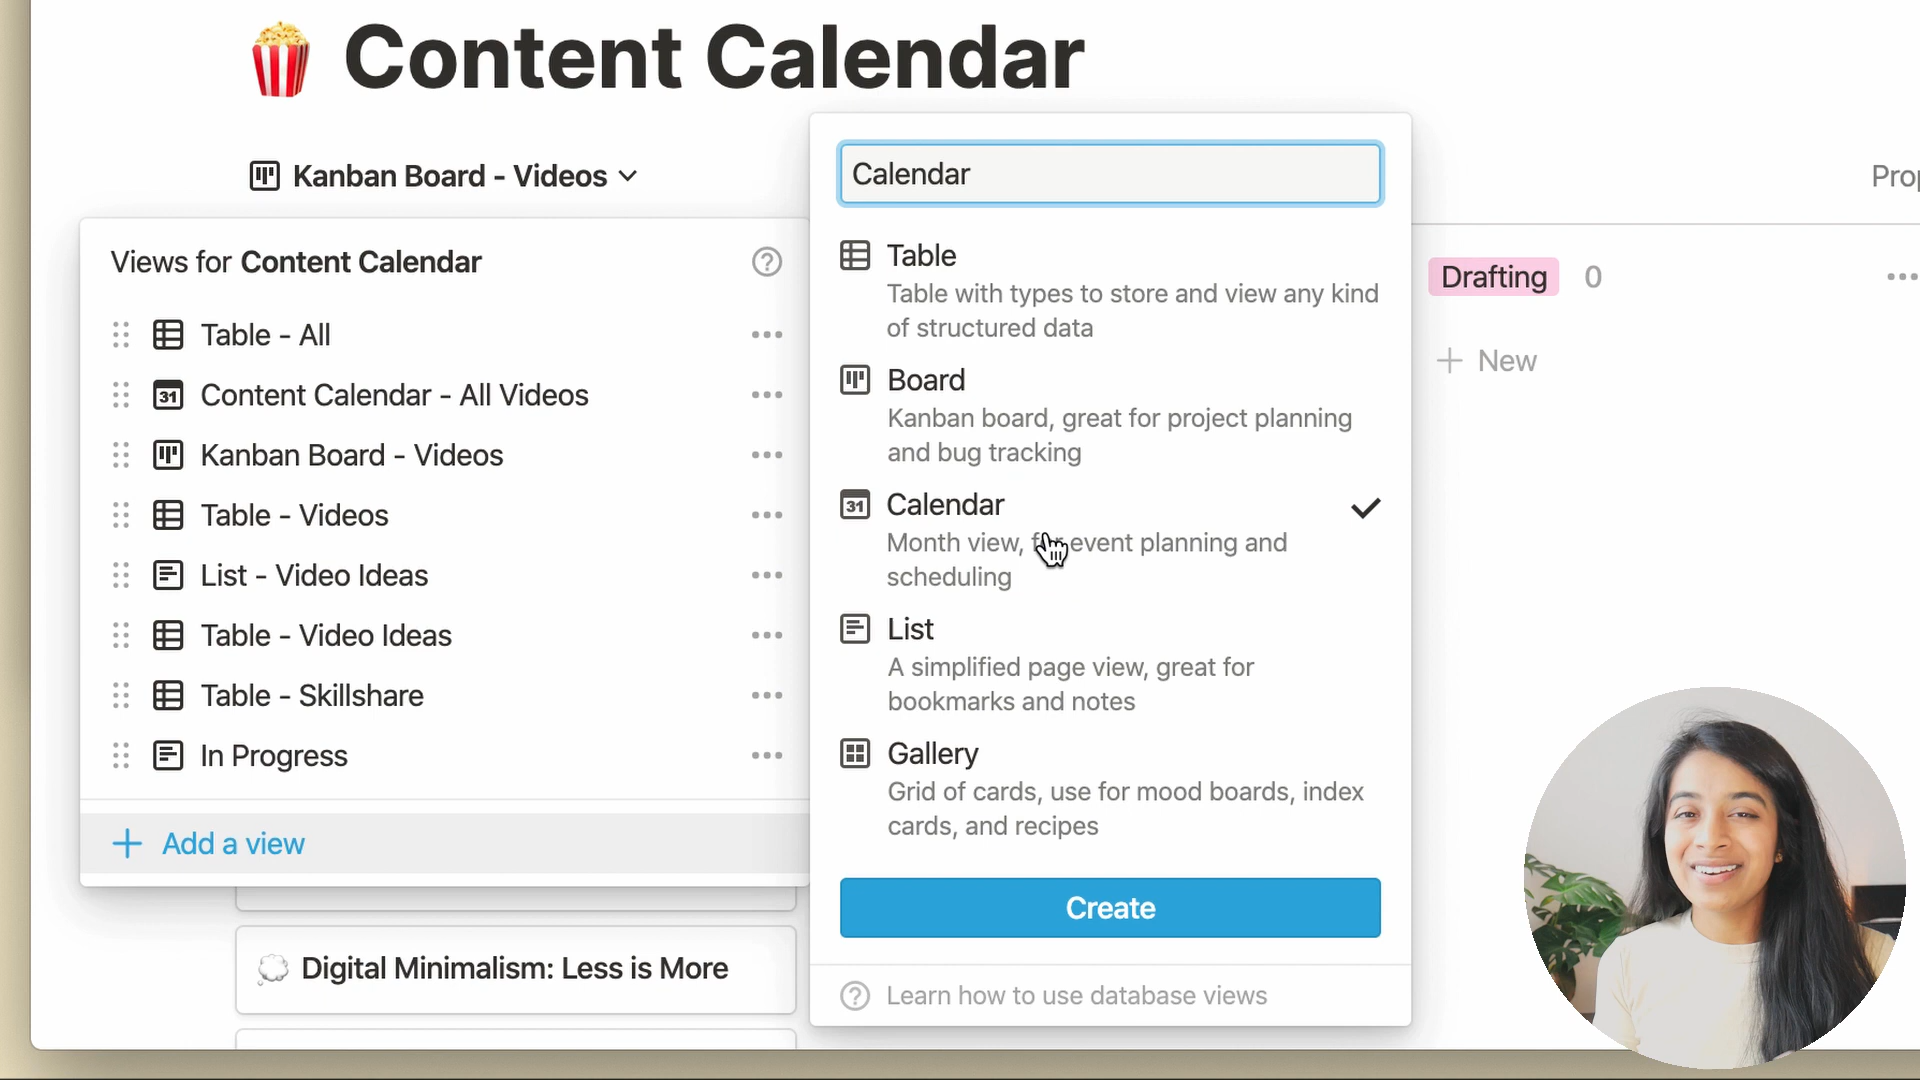 Content Calendar
Kanban Board - Videos
Prop
Views for Content Calendar
Table - All
Content Calendar - All Videos
Kanban Board - Videos
Table - Videos
List - Video Ideas
Table - Video Ideas
Table - Skillshare
In Progress
Add a view
Digital Minimalism: Less is More
Calendar
Table
Table with types to store and view any kind
of structured data
Board
Kanban board, great for project planning
and bug tracking
31 Calendar
Month view, for event planning and
scheduling
List
A simplified page view, great for
bookmarks and notes
Gallery
Grid of cards, use for mood boards, index
cards, and recipes
Create
Learn how to use database views
Drafting 0
New